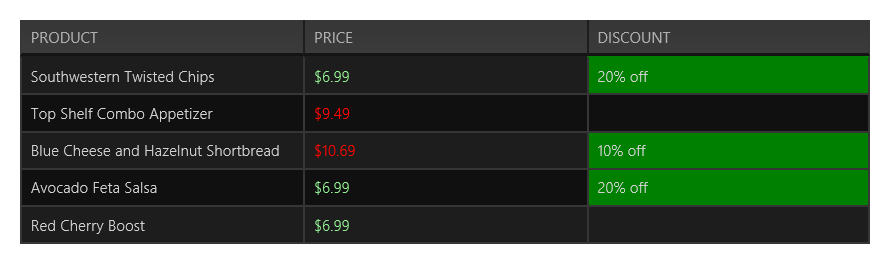 PRODUCT PRICE DISCOUNT
Southwestern Twisted Chips $6.99 20% off
Top Shelf Combo Appetizer $9.49
Blue Cheese and Hazelnut Shortbread $10.69 10% off
Avocado Feta Salsa $6.99 20% off
Red Cherry Boost $6.99